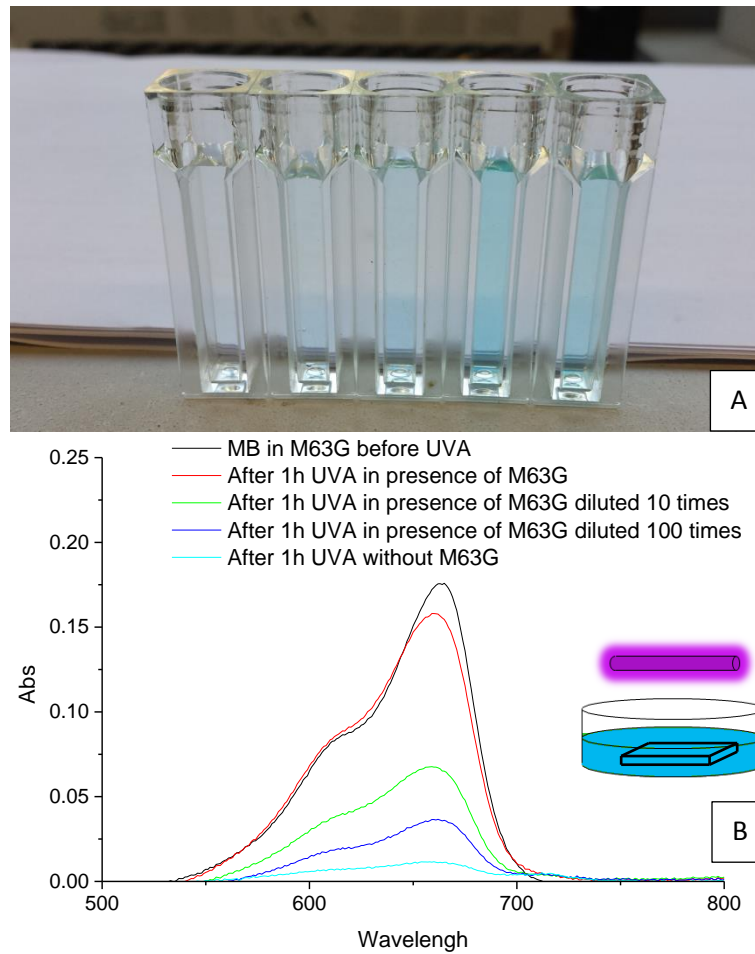 A
MB in M63G before UVA
After 1h UVA in presence of M63G
After 1h UVA in presence of M63G diluted 10 times
After 1h UVA in presence of M63G diluted 100 times
After 1h UVA without M63G
0.25
0.20
0.15
0.10
0.05
0.00
Abs
B
500
600
700
800
Wavelengh